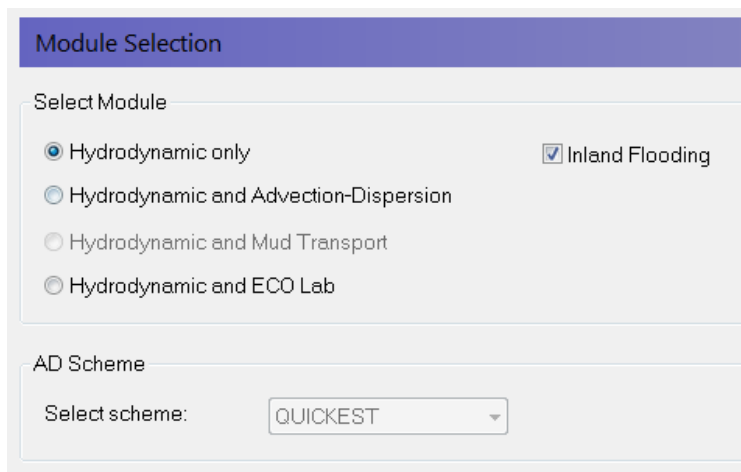 Module Selection
Select Module
Hydrodynamic only
Inland Flooding
Hydrodynamic and Advection-Dispersion
Hydrodynamic and Mud Transport
Hydrodynamic and ECO Lab
AD Scheme
Select scheme:
QUICKEST